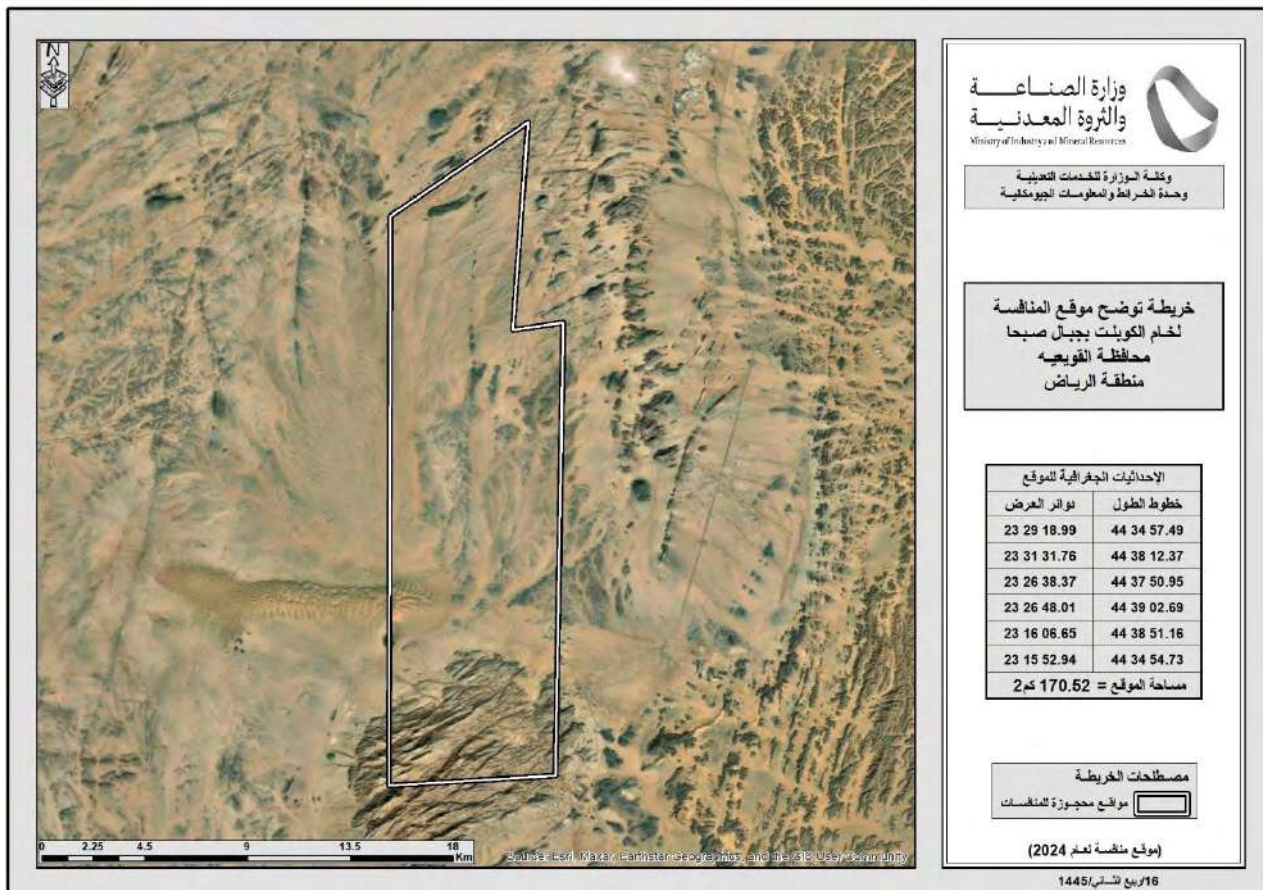 N
0 2.25 4.5 9 13.5 18
Km
Source: Esri, Maxar, Earthstar Geographics, and the GIS User Community
وزارة الصناعة
والثروة المعدنية
Ministry of Industry and Mineral Resources
وكالة الوزارة للخدمات التعدينية
وحدة الخرائط والمعلومات الجيومكانية
خريطة توضح موقع المنافسة
لخام الكوبلت بجبال صبحا
محافظة القويعيه
منطقة الرياض
الإحداثيات الجغرافية للموقع
خطوط الطول دوائر العرض
44 34 57.49 23 29 18.99
44 38 12.37 23 31 31.76
44 37 50.95 23 26 38.37
44 39 02.69 23 26 48.01
44 38 51.16 23 16 06.65
44 34 54.73 23 15 52.94
مساحة الموقع = 170.52 كم2
مصطلحات الخريطة
مواقع محجوزة للمنافسات
(موقع منافسة لعام 2024)
16/ربيع الثاني/1445